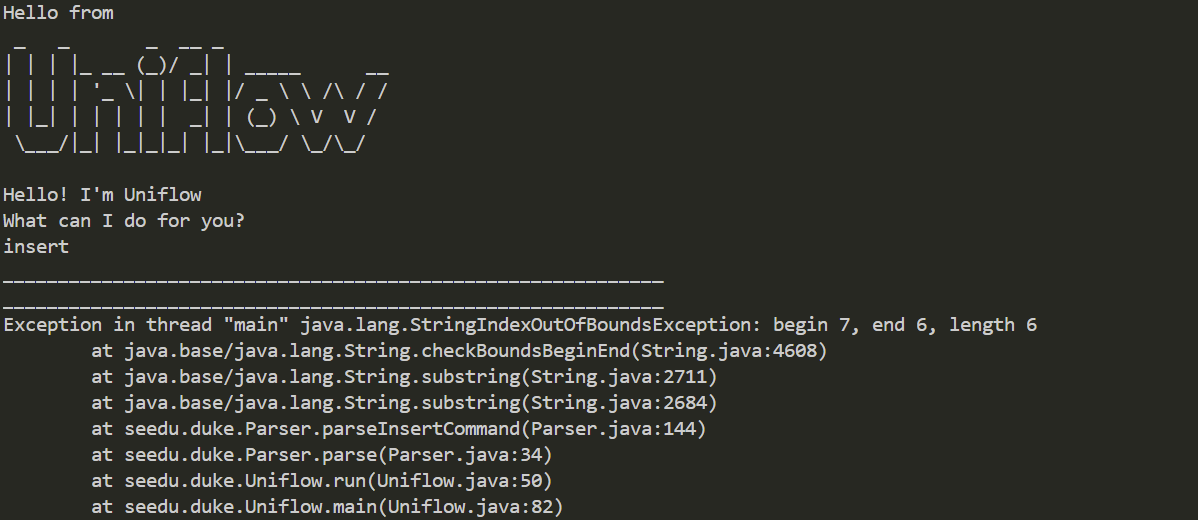 Hello from
 _   _       _  __ _
| | | |_ __ (_)/ _| | _____      __
| | | | '_ \| | |_| |/ _ \ \ /\ / /
| |_| | | | | |  _| | (_) \ V  V /
 \___/|_| |_|_|_| |_|\___/ \_/\_/
Hello! I'm Uniflow
What can I do for you?
insert
____________________________________________________________
____________________________________________________________
Exception in thread "main" java.lang.StringIndexOutOfBoundsException: begin 7, end 6, length 6
        at java.base/java.lang.String.checkBoundsBeginEnd(String.java:4608)
        at java.base/java.lang.String.substring(String.java:2711)
        at java.base/java.lang.String.substring(String.java:2684)
        at seedu.duke.Parser.parseInsertCommand(Parser.java:144)
        at seedu.duke.Parser.parse(Parser.java:34)
        at seedu.duke.Uniflow.run(Uniflow.java:50)
        at seedu.duke.Uniflow.main(Uniflow.java:82)